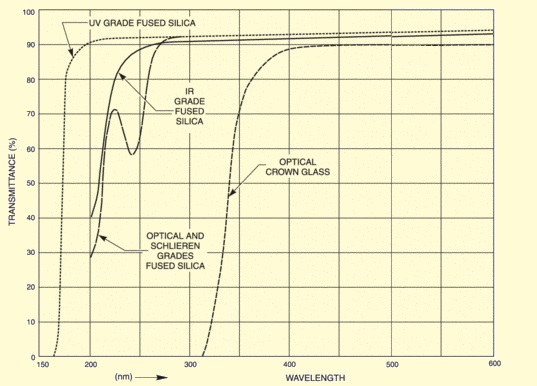 100
90
80
70
60
50
40
30
20
10
0
TRANSMITTANCE (%)
UV GRADE FUSED SILICA
IR
GRADE
FUSED
SILICA
OPTICAL
CROWN GLASS
OPTICAL AND
SCHLIEREN
GRADES
FUSED SILICA
150 200 300 400 500 600
(nm) WAVELENGTH